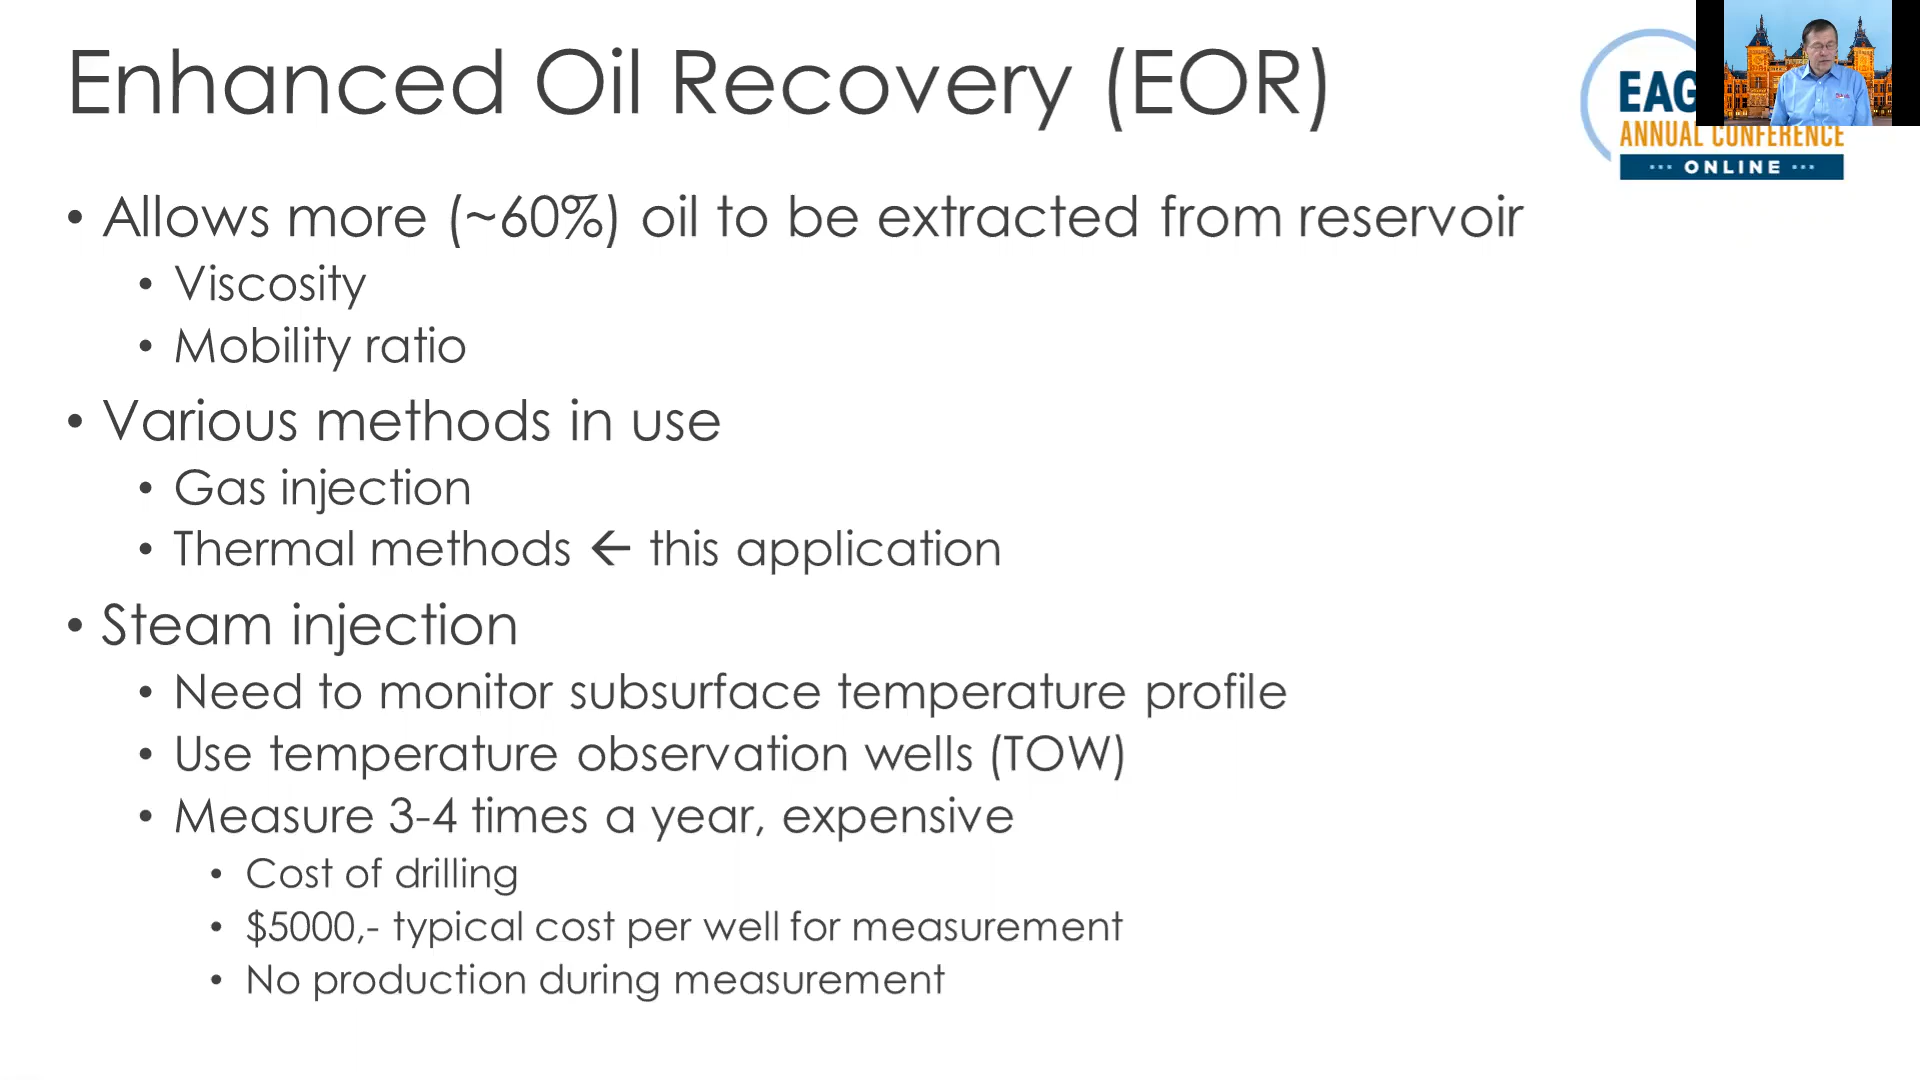 Enhanced Oil Recovery (EOR)
EAG
ANNUAL CONFERENCE
••• ONLINE •••
• Allows more (~60%) oil to be extracted from reservoir
• Viscosity
• Mobility ratio
• Various methods in use
• Gas injection
• Thermal methods ← this application
• Steam injection
• Need to monitor subsurface temperature profile
• Use temperature observation wells (TOW)
• Measure 3-4 times a year, expensive
• Cost of drilling
• $5000,- typical cost per well for measurement
• No production during measurement